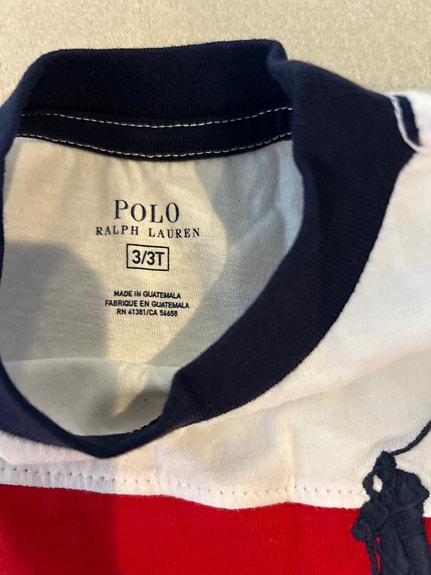 POLO
RALPH LAUREN
3/3T
MADE IN GUATEMALA
FABRIQUE EN GUATEMALA
RN 41381/CA 56658